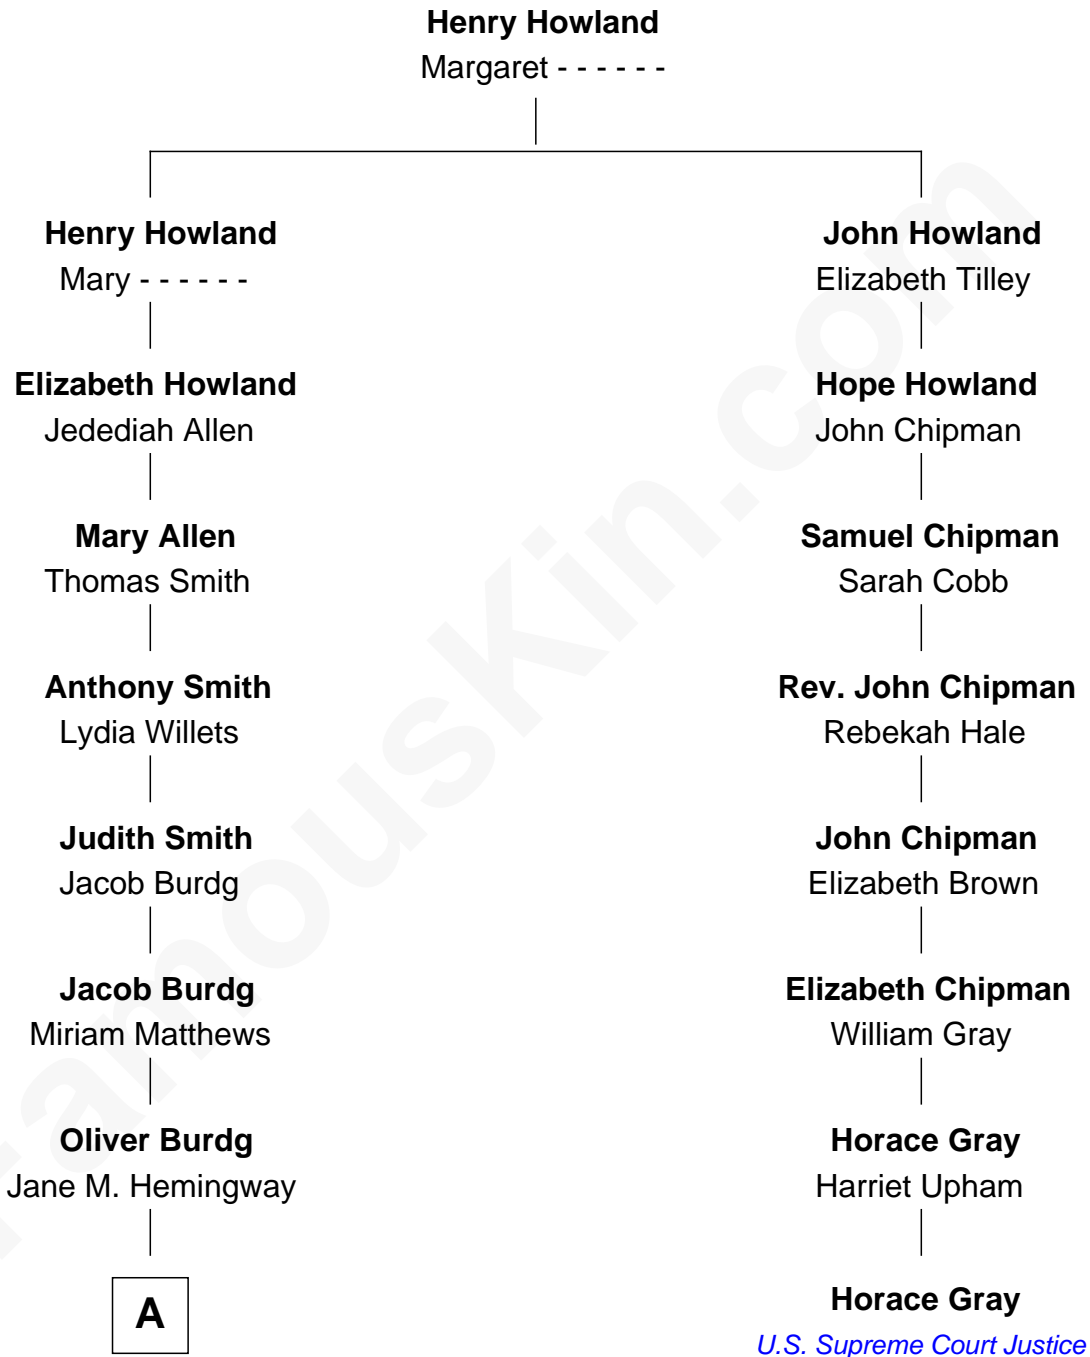 Henry Howland
Margaret - - - - - -
Henry Howland
Mary - - - - - -
John Howland
Elizabeth Tilley
Elizabeth Howland
Jedediah Allen
Hope Howland
John Chipman
Mary Allen
Thomas Smith
Samuel Chipman
Sarah Cobb
Anthony Smith
Lydia Willets
Rev. John Chipman
Rebekah Hale
Judith Smith
Jacob Burdg
John Chipman
Elizabeth Brown
Jacob Burdg
Miriam Matthews
Elizabeth Chipman
William Gray
Oliver Burdg
Jane M. Hemingway
Horace Gray
Harriet Upham
A
Horace Gray
U.S. Supreme Court Justice
FamousKin.com